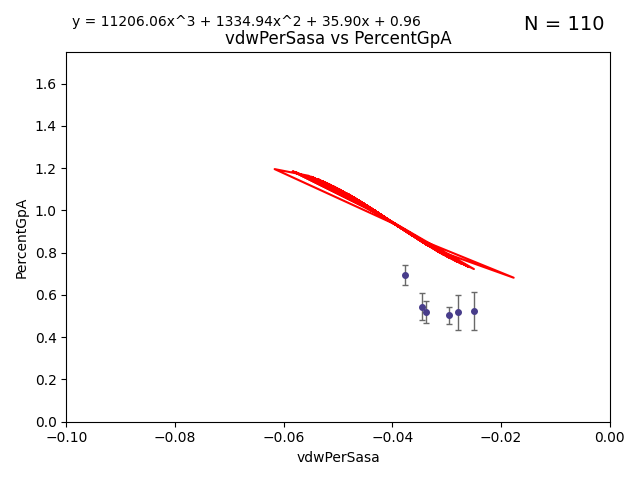 y = 11206.06x^3 + 1334.94x^2 + 35.90x + 0.96
N = 110
vdwPerSasa vs PercentGpA
1.6
1.4
1.2
1.0
0.8
0.6
0.4
0.2
0.0
PercentGpA
−0.10 −0.08 −0.06 −0.04 −0.02 0.00
vdwPerSasa